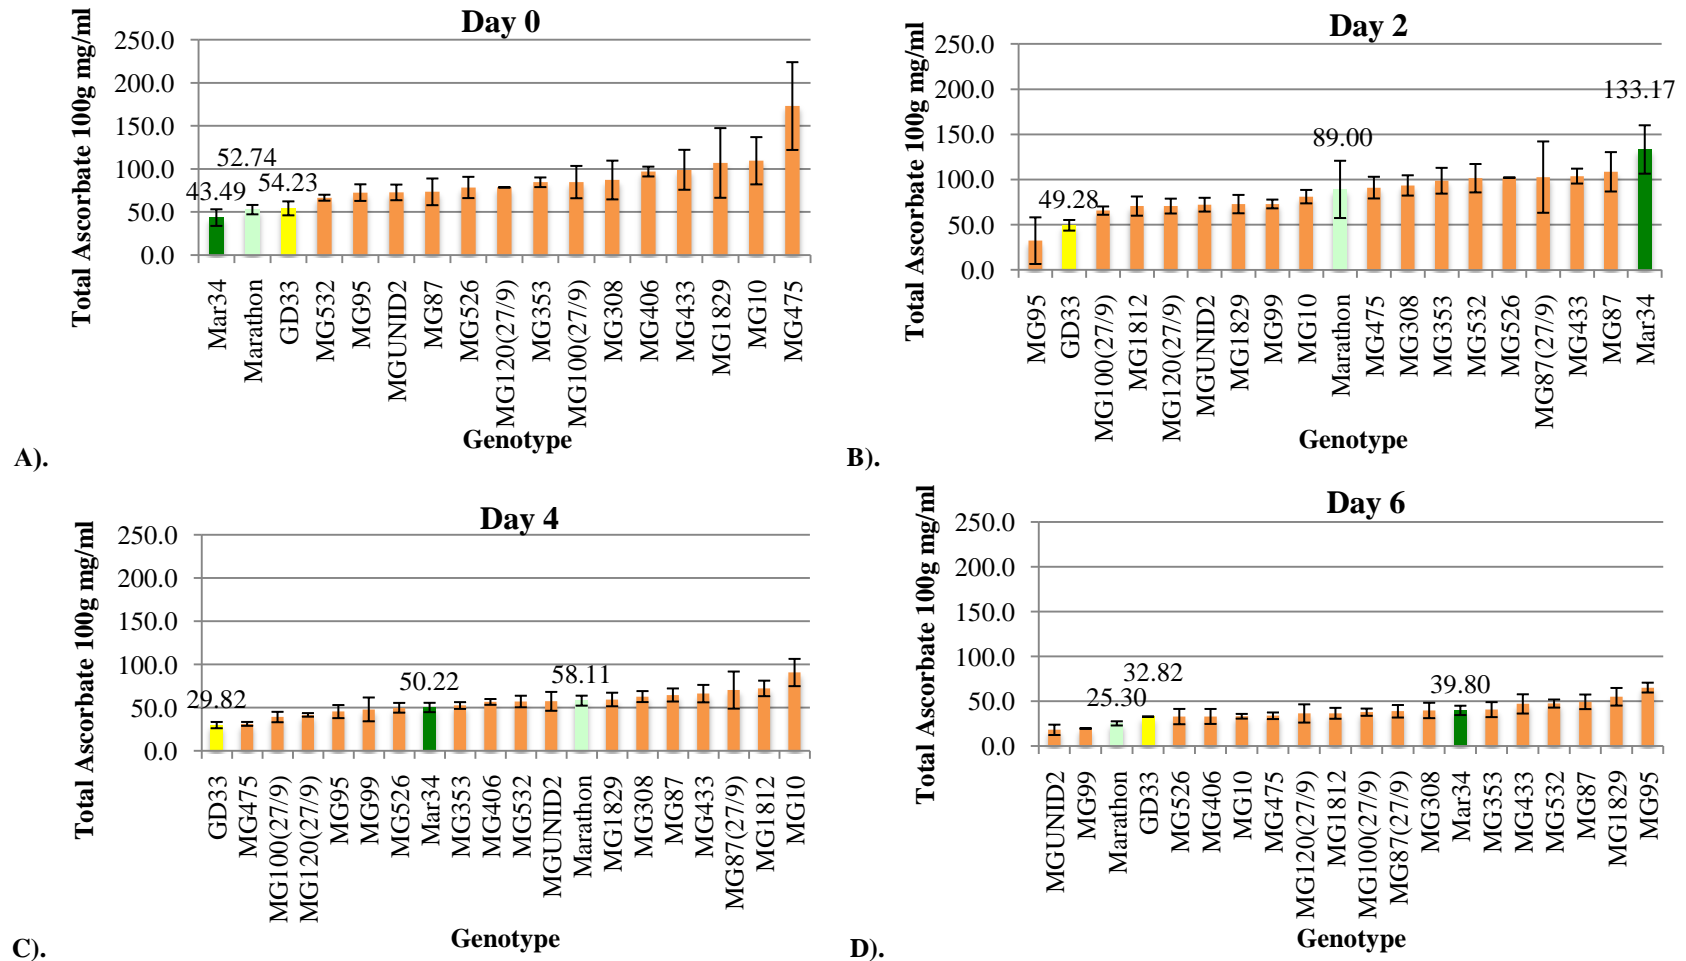 Day 0
Total Ascorbate 100g mg/ml
250.0
200.0
150.0
100.0
50.0
0.0
43.49
52.74
54.23
Mar34
Marathon
GD33
MG532
MG95
MGUNID2
MG87
MG526
MG120(27/9)
MG353
MG100(27/9)
MG308
MG406
MG433
MG1829
MG10
MG475
Genotype
A).
Day 2
Total Ascorbate 100g mg/ml
250.0
200.0
150.0
100.0
50.0
0.0
49.28
89.00
133.17
MG95
GD33
MG100(27/9)
MG1812
MG120(27/9)
MGUNID2
MG1829
MG99
MG10
Marathon
MG475
MG308
MG353
MG532
MG526
MG87(27/9)
MG433
MG87
Mar34
Genotype
B).
Day 4
Total Ascorbate 100g mg/ml
250.0
200.0
150.0
100.0
50.0
0.0
29.82
50.22
58.11
GD33
MG475
MG100(27/9)
MG120(27/9)
MG95
MG99
MG526
Mar34
MG353
MG406
MG532
MGUNID2
Marathon
MG1829
MG308
MG87
MG433
MG87(27/9)
MG1812
MG10
Genotype
C).
Day 6
Total Ascorbate 100g mg/ml
250.0
200.0
150.0
100.0
50.0
0.0
25.30
32.82
39.80
MGUNID2
MG99
Marathon
GD33
MG526
MG406
MG10
MG475
MG120(27/9)
MG1812
MG100(27/9)
MG87(27/9)
MG308
Mar34
MG353
MG433
MG532
MG87
MG1829
MG95
Genotype
D).